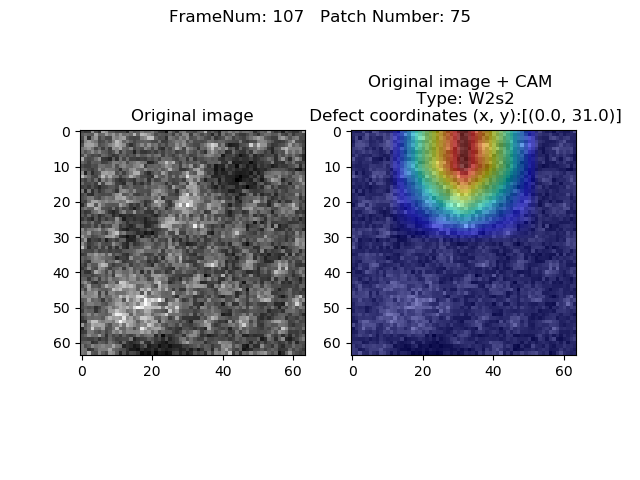 FrameNum: 107   Patch Number: 75
Original image
0
10
20
30
40
50
60
0 20 40 60
Original image + CAM
Type: W2s2
Defect coordinates (x, y):[(0.0, 31.0)]
0
10
20
30
40
50
60
0 20 40 60